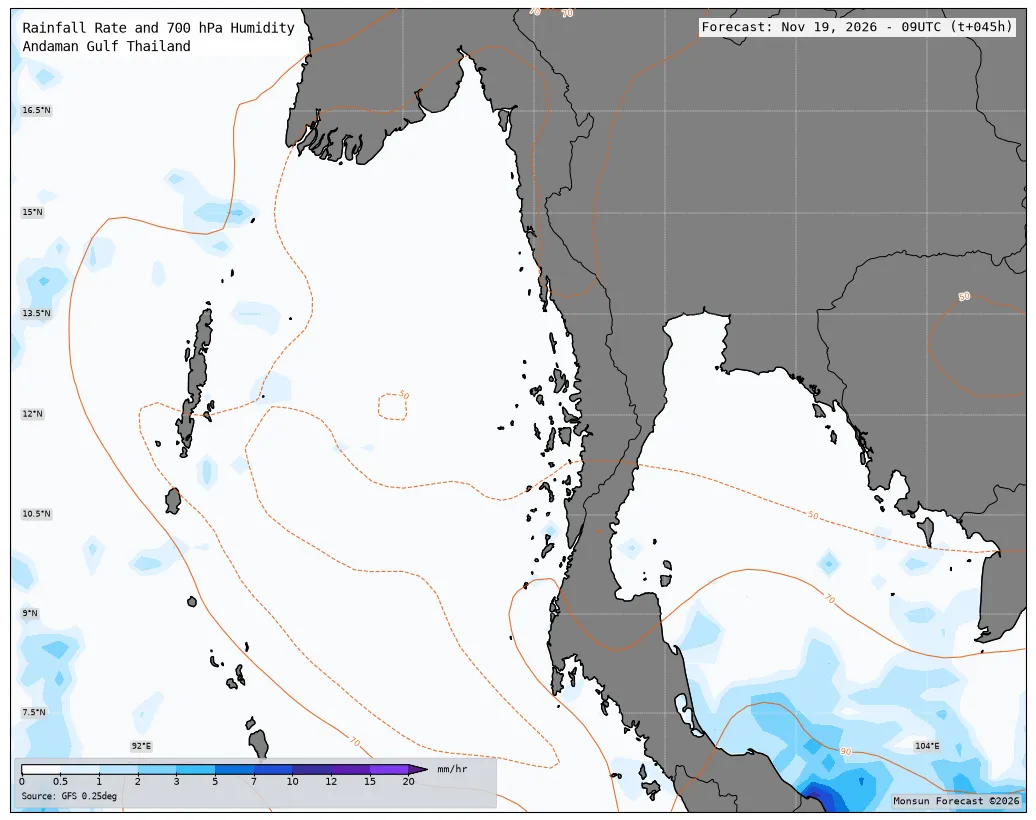 Rainfall Rate and 700 hPa Humidity
Andaman Gulf Thailand
Forecast: Nov 19, 2026 - 09UTC (t+045h)
70
70
16.5°N
15°N
13.5°N
50
50
12°N
10.5°N
50
9°N
70
7.5°N
92°E
70
90
104°E
mm/hr
0 0.5 1 2 3 5 7 10 12 15 20
Source: GFS 0.25deg
Monsun Forecast ©2026